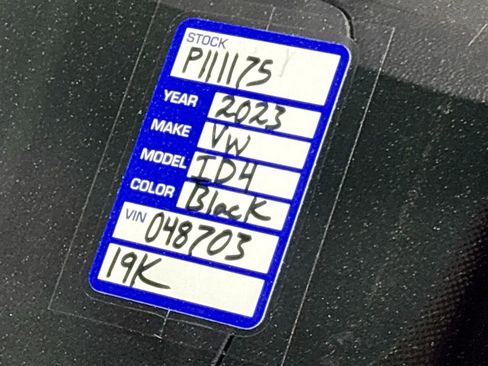 STOCK
P111175
YEAR 2023
MAKE VW
MODEL ID4
COLOR Black
VIN 048703
19K